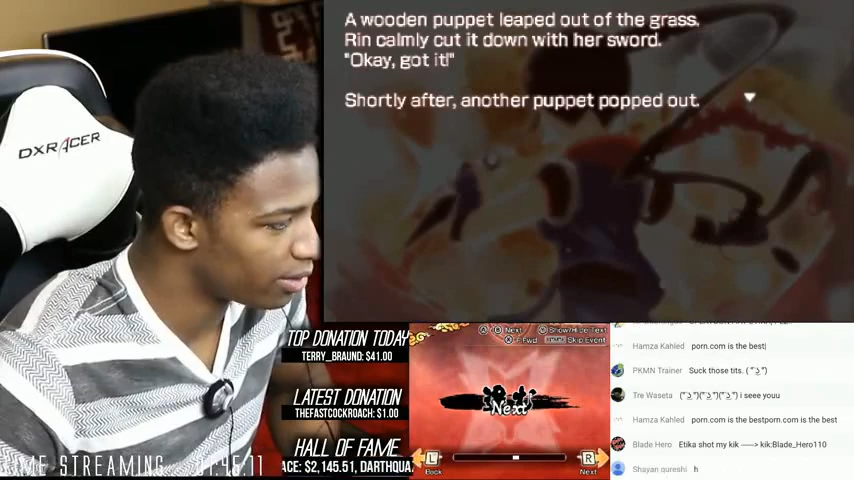 A wooden puppet leaped out of the grass.
Rin calmly cut it down with her sword.
"Okay, got it!"
Shortly after, another puppet popped out.
DXRACER
TOP DONATION TODAY
TERRY_BRAUND: $41.00
LATEST DONATION
THEFASTCOCKROACH: $1.00
HALL OF FAME
ACE: $2,145.51, DARTHQUA
ME STREAMING
Next
Show/Hide Text
F.Fwd
Skip Event
Next
L
R
Back
Next
Hamza Kahled porn.com is the best|
PKMN Trainer Suck those tits. ( ͡° ͜ʖ ͡°)
Tre Waseta ( ͡° ͜ʖ ͡°)( ͡° ͜ʖ ͡°)( ͡° ͜ʖ ͡°) i seee youu
Hamza Kahled porn.com is the bestporn.com is the best
Blade Hero Etika shot my kik -----> kik:Blade_Hero110
Shayan qureshi h